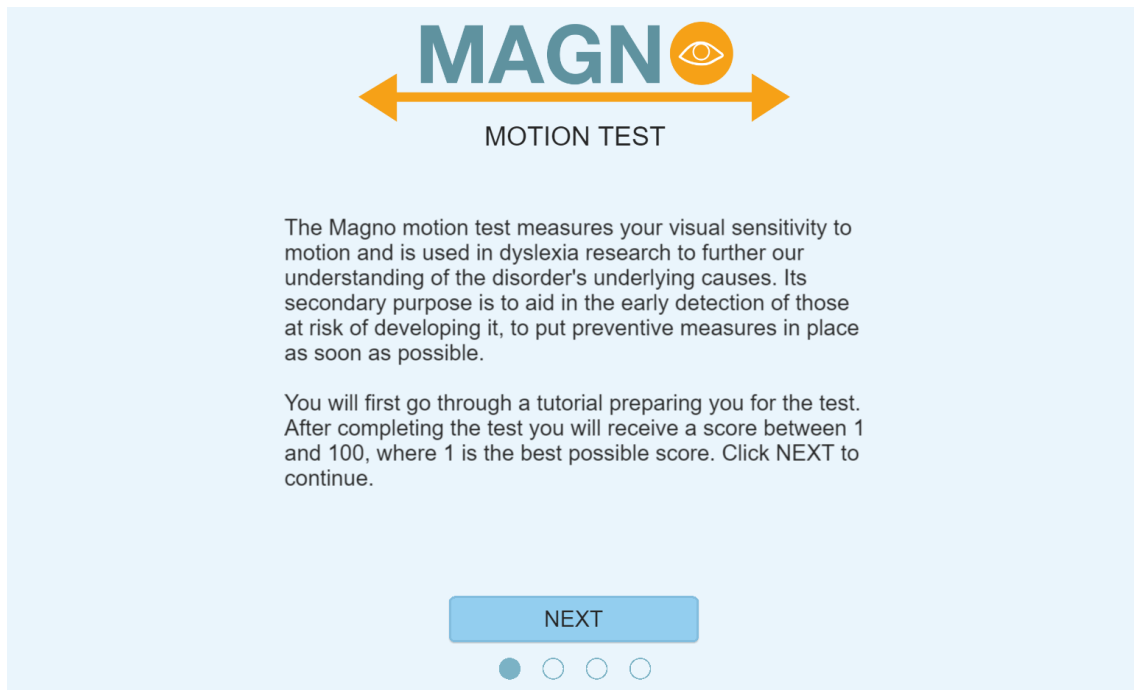 MAGNO
MOTION TEST
The Magno motion test measures your visual sensitivity to
motion and is used in dyslexia research to further our
understanding of the disorder's underlying causes. Its
secondary purpose is to aid in the early detection of those
at risk of developing it, to put preventive measures in place
as soon as possible.
You will first go through a tutorial preparing you for the test.
After completing the test you will receive a score between 1
and 100, where 1 is the best possible score. Click NEXT to
continue.
NEXT